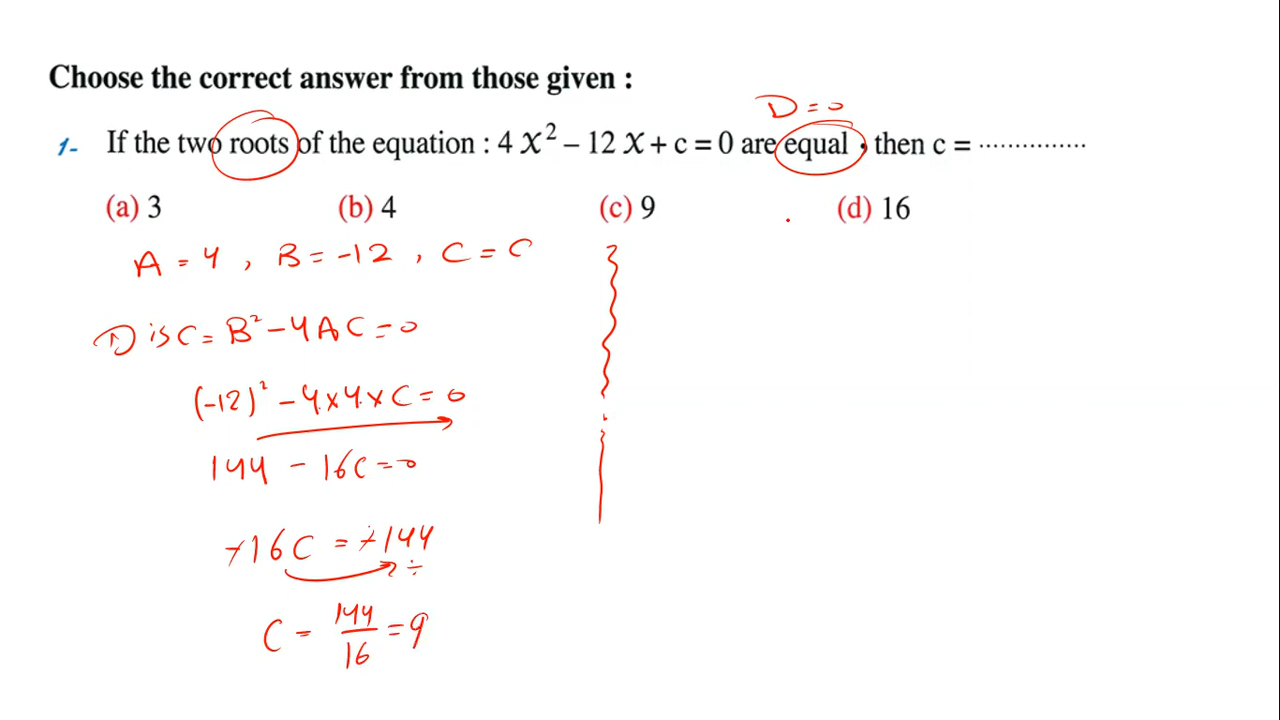 Choose the correct answer from those given :
D = 0
1- If the two roots of the equation : 4 x² – 12 x + c = 0 are equal , then c = ...............
(a) 3 (b) 4 (c) 9 (d) 16
A = 4 , B = -12 , C = C
Disc = B² - 4AC = 0
(-12)² - 4×4×C = 0
144 - 16C = 0
-16C = -144
÷
C = 144/16 = 9